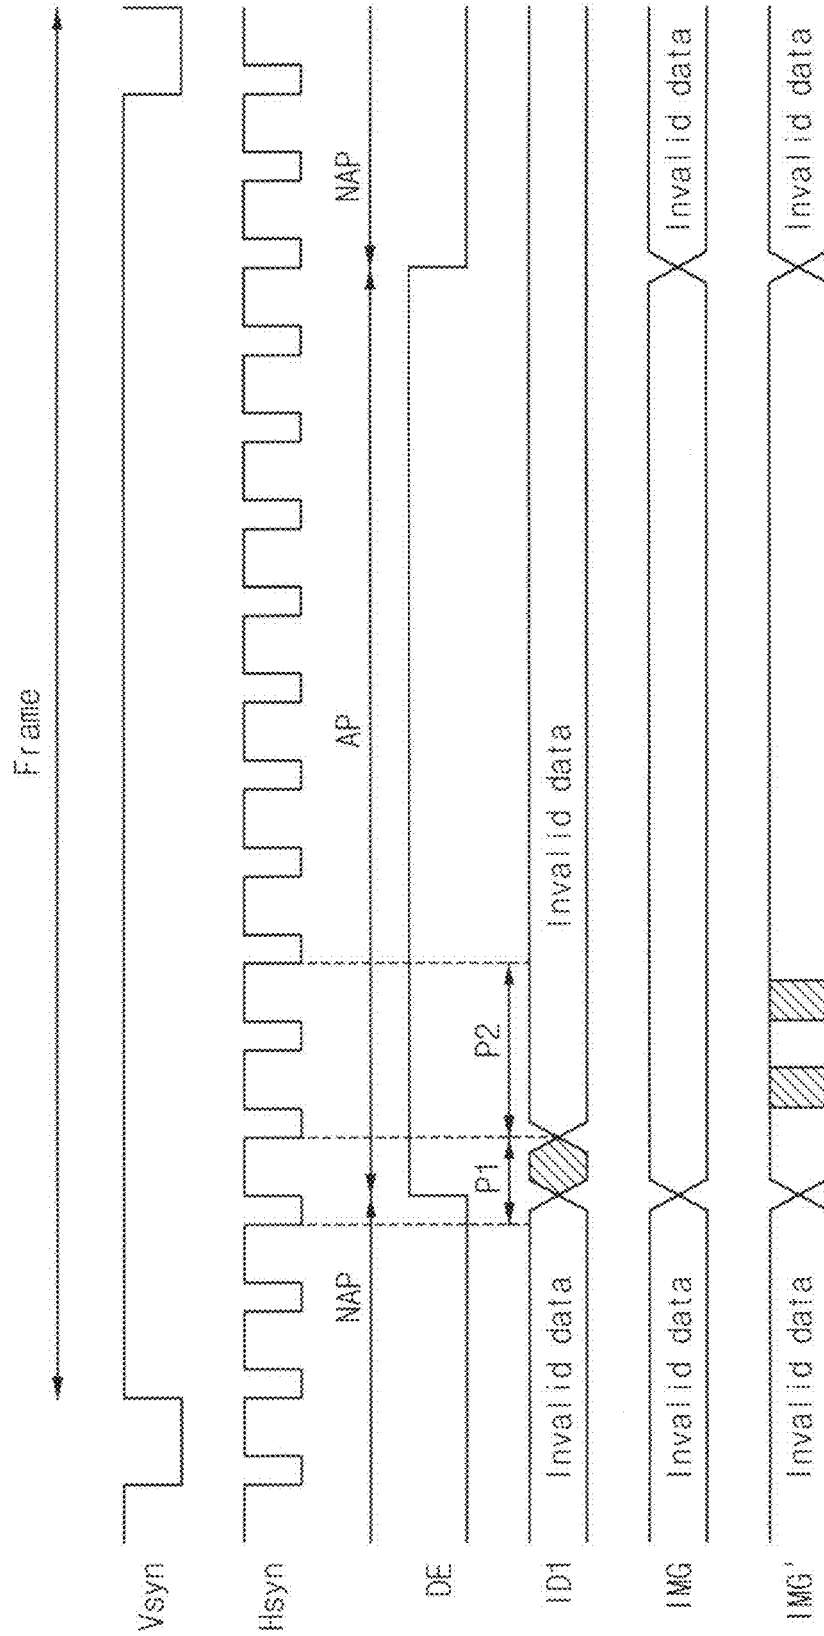 Frame
Vsyn
Hsyn
NAP
AP
NAP
DE
P1
P2
ID1
Invalid data
Invalid data
IMG
Invalid data
Invalid data
IMG'
Invalid data
Invalid data